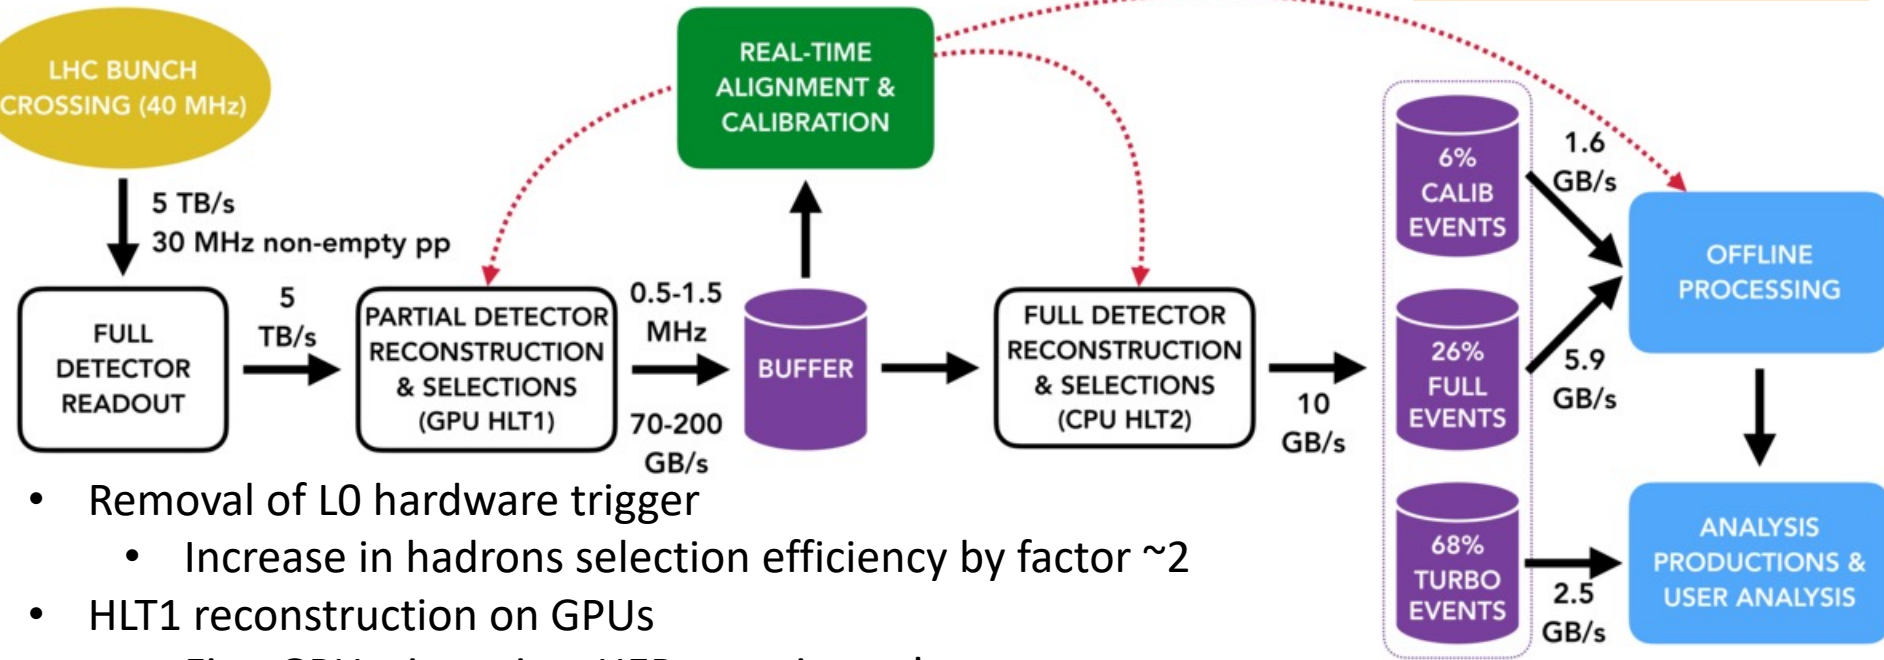 LHC BUNCH
CROSSING (40 MHz)
5 TB/s
30 MHz non-empty pp
FULL
DETECTOR
READOUT
5
TB/s
PARTIAL DETECTOR
RECONSTRUCTION
& SELECTIONS
(GPU HLT1)
0.5-1.5
MHz
70-200
GB/s
REAL-TIME
ALIGNMENT &
CALIBRATION
BUFFER
FULL DETECTOR
RECONSTRUCTION
& SELECTIONS
(CPU HLT2)
10
GB/s
6%
CALIB
EVENTS
1.6
GB/s
26%
FULL
EVENTS
5.9
GB/s
68%
TURBO
EVENTS
2.5
GB/s
OFFLINE
PROCESSING
ANALYSIS
PRODUCTIONS &
USER ANALYSIS
• Removal of L0 hardware trigger
• Increase in hadrons selection efficiency by factor ~2
• HLT1 reconstruction on GPUs